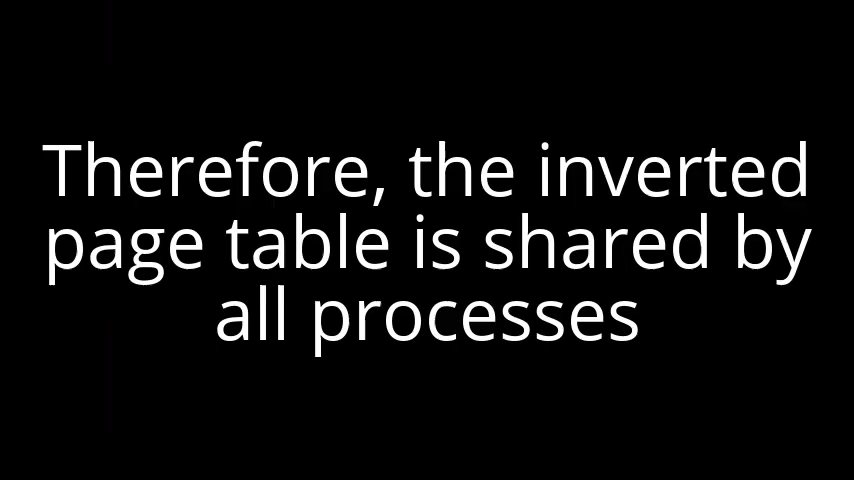 Therefore, the inverted
page table is shared by
all processes